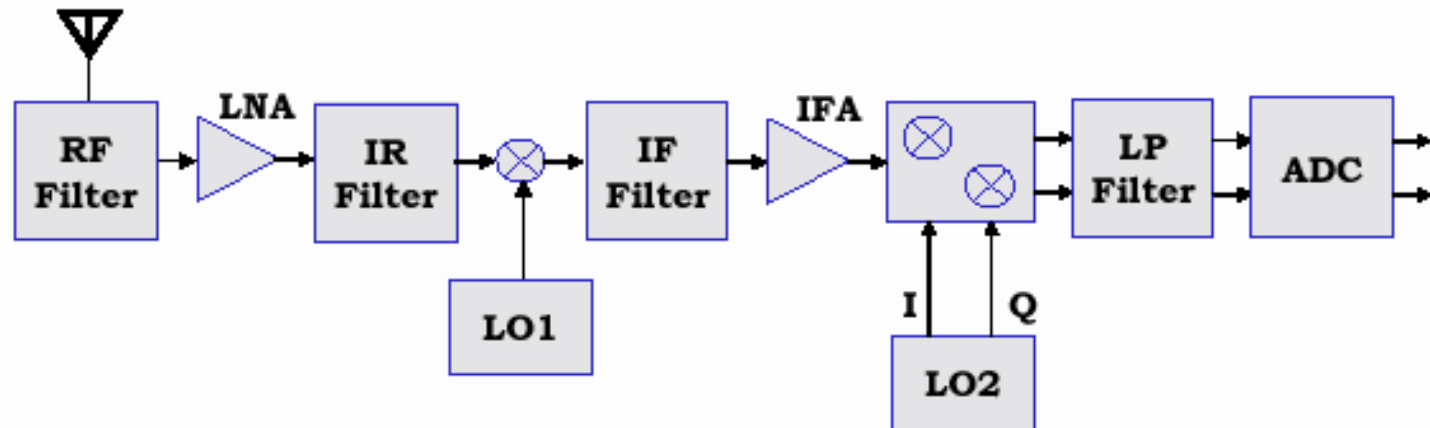 RF
Filter
LNA
IR
Filter
LO1
IF
Filter
IFA
I
Q
LO2
LP
Filter
ADC